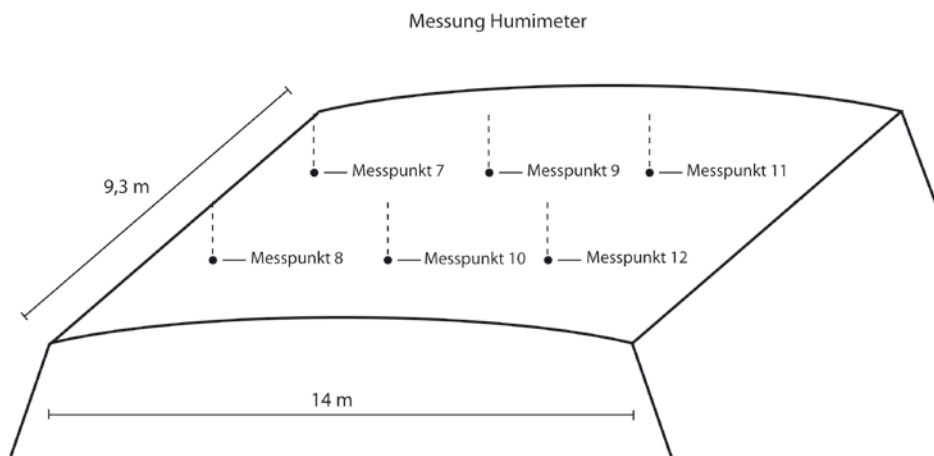 Messung Humimeter
9,3 m
Messpunkt 7
Messpunkt 9
Messpunkt 11
Messpunkt 8
Messpunkt 10
Messpunkt 12
14 m